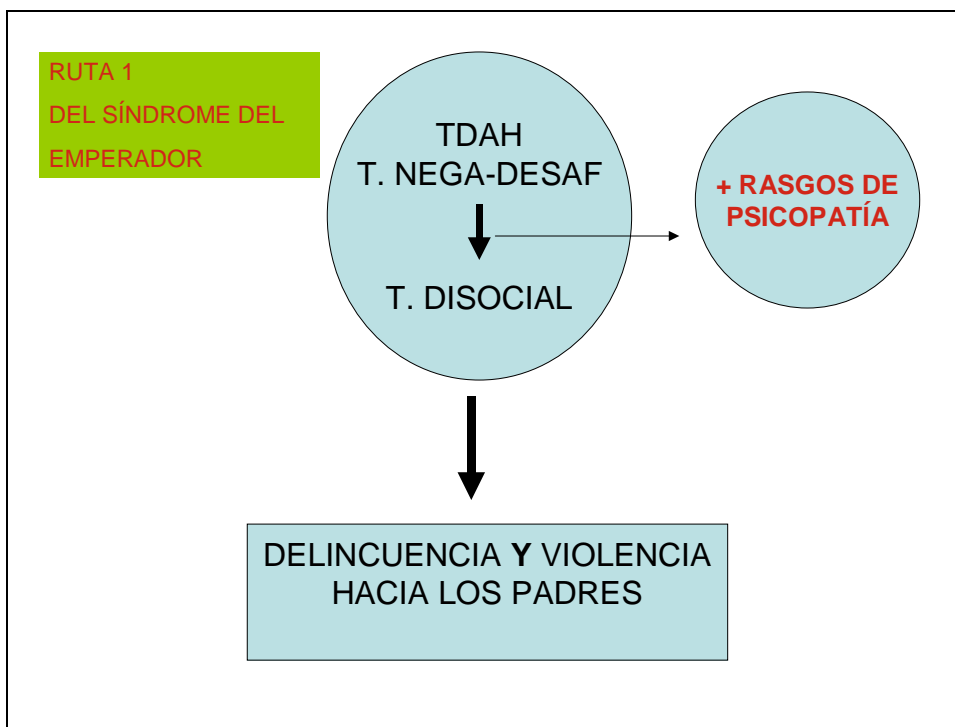 RUTA 1
DEL SÍNDROME DEL
EMPERADOR
TDAH
T. NEGA-DESAF
T. DISOCIAL
+ RASGOS DE
PSICOPATÍA
DELINCUENCIA Y VIOLENCIA
HACIA LOS PADRES